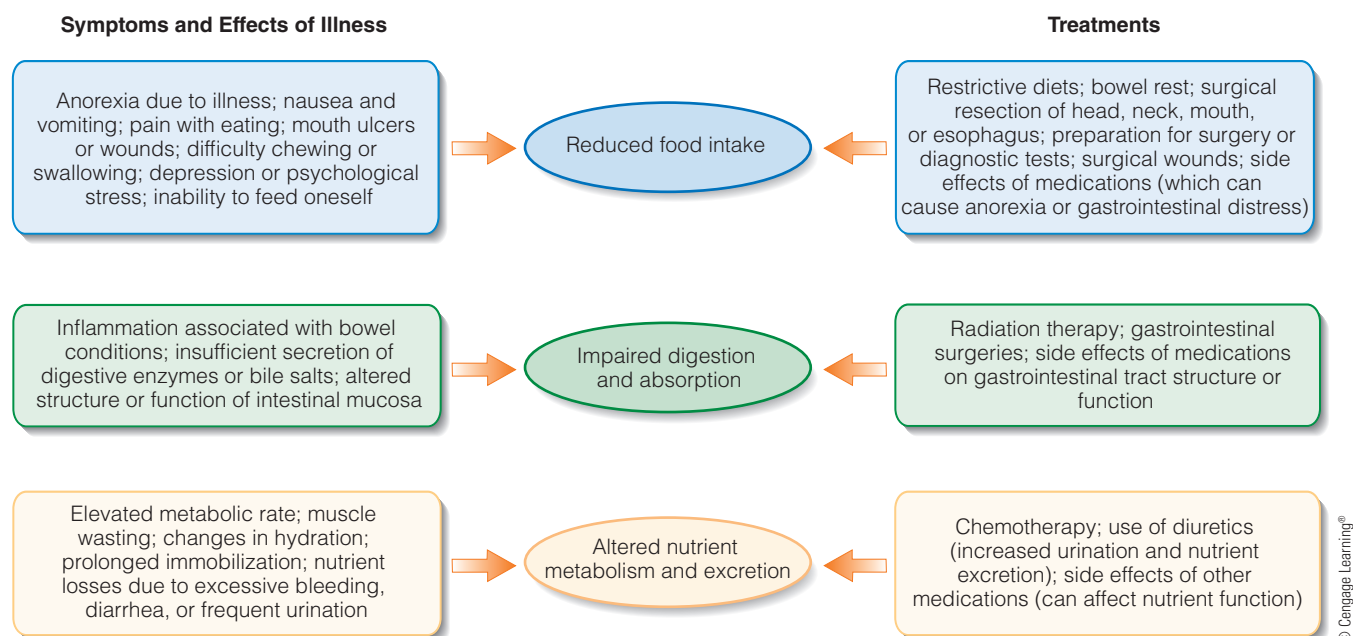 Symptoms and Effects of Illness
Treatments
Anorexia due to illness; nausea and
vomiting; pain with eating; mouth ulcers
or wounds; difficulty chewing or
swallowing; depression or psychological
stress; inability to feed oneself
Reduced food intake
Restrictive diets; bowel rest; surgical
resection of head, neck, mouth,
or esophagus; preparation for surgery or
diagnostic tests; surgical wounds; side
effects of medications (which can
cause anorexia or gastrointestinal distress)
Inflammation associated with bowel
conditions; insufficient secretion of
digestive enzymes or bile salts; altered
structure or function of intestinal mucosa
Impaired digestion
and absorption
Radiation therapy; gastrointestinal
surgeries; side effects of medications
on gastrointestinal tract structure or
function
Elevated metabolic rate; muscle
wasting; changes in hydration;
prolonged immobilization; nutrient
losses due to excessive bleeding,
diarrhea, or frequent urination
Altered nutrient
metabolism and excretion
Chemotherapy; use of diuretics
(increased urination and nutrient
excretion); side effects of other
medications (can affect nutrient function)
© Cengage Learning®